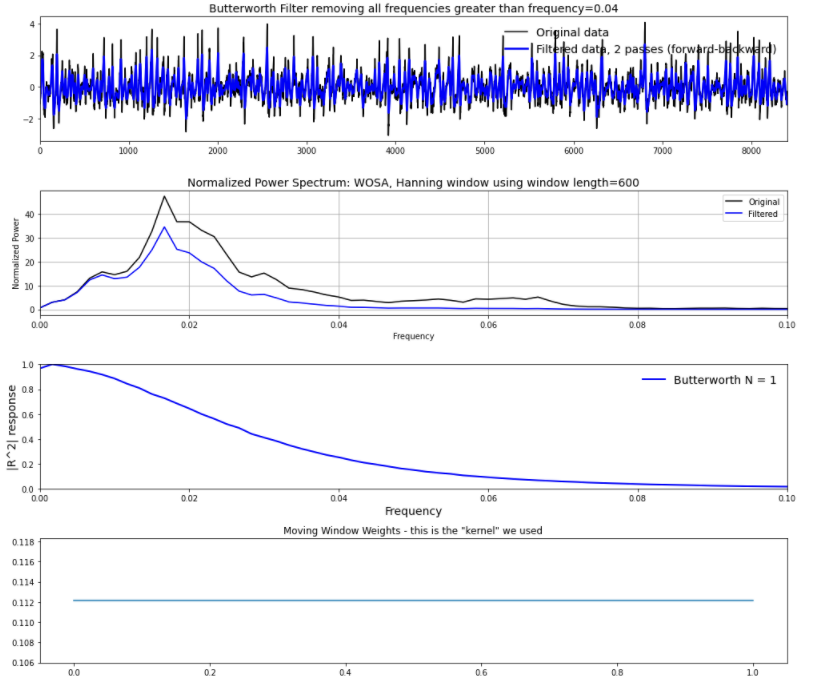 Butterworth Filter removing all frequencies greater than frequency=0.04
4
2
0
−2
Original data
Filtered data, 2 passes (forward-backward)
0 1000 2000 3000 4000 5000 6000 7000 8000
Normalized Power Spectrum: WOSA, Hanning window using window length=600
Normalized Power
40
30
20
10
0
Original
Filtered
0.00 0.02 0.04 0.06 0.08 0.10
Frequency
|R^2| response
1.0
0.8
0.6
0.4
0.2
0.0
Butterworth N = 1
0.00 0.02 0.04 0.06 0.08 0.10
Frequency
Moving Window Weights - this is the "kernel" we used
0.118
0.116
0.114
0.112
0.110
0.108
0.106
0.0 0.2 0.4 0.6 0.8 1.0